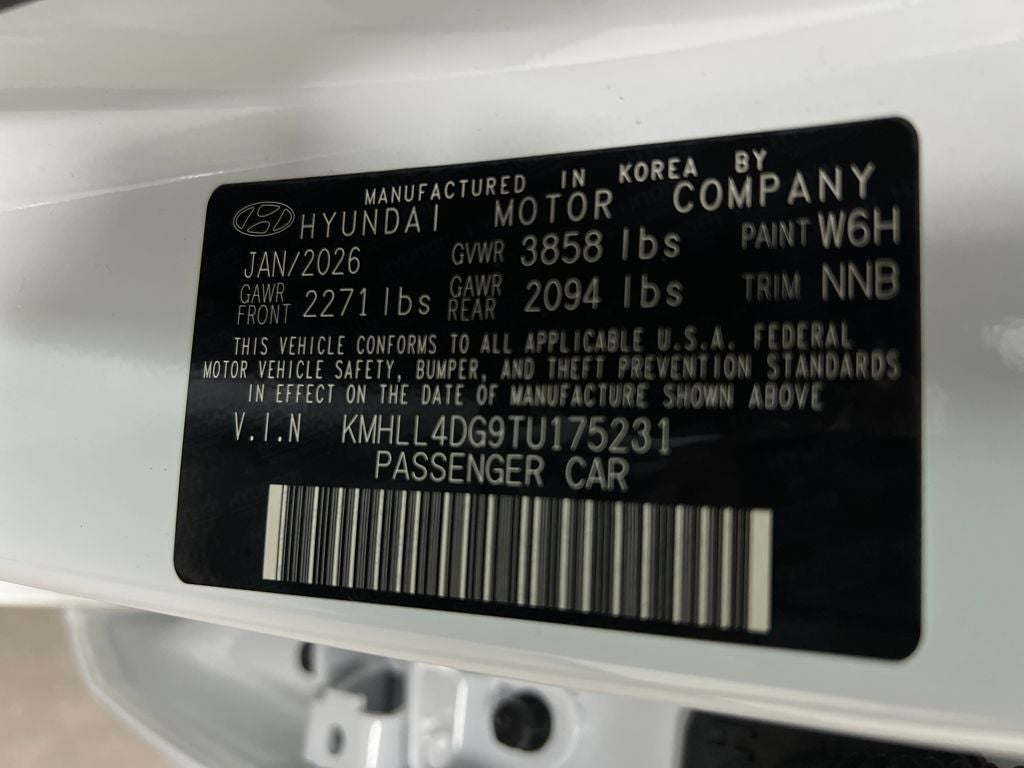 MANUFACTURED IN KOREA BY
HYUNDAI MOTOR COMPANY
JAN/2026 GVWR 3858 lbs PAINT W6H
GAWR FRONT 2271 lbs GAWR REAR 2094 lbs TRIM NNB
THIS VEHICLE CONFORMS TO ALL APPLICABLE U.S.A. FEDERAL
MOTOR VEHICLE SAFETY, BUMPER, AND THEFT PREVENTION STANDARDS
IN EFFECT ON THE DATE OF MANUFACTURE SHOWN ABOVE
V.I.N KMHLL4DG9TU175231
PASSENGER CAR